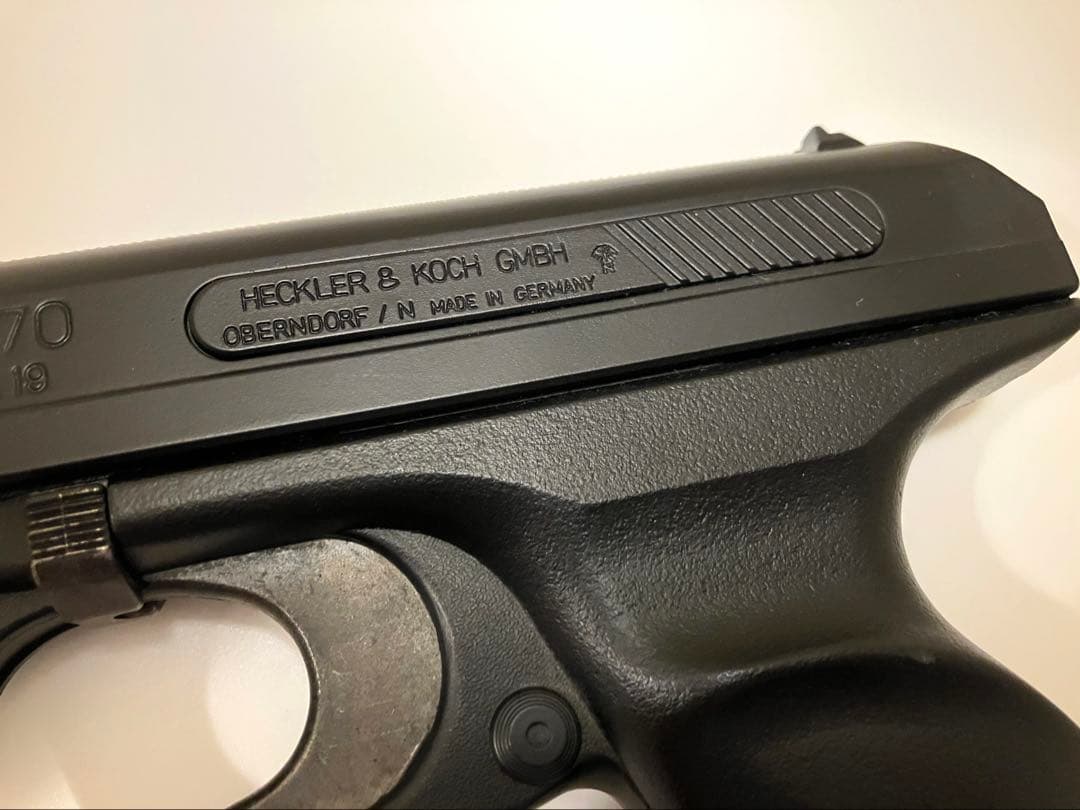 HECKLER & KOCH GMBH
OBERNDORF / N MADE IN GERMANY
70
19